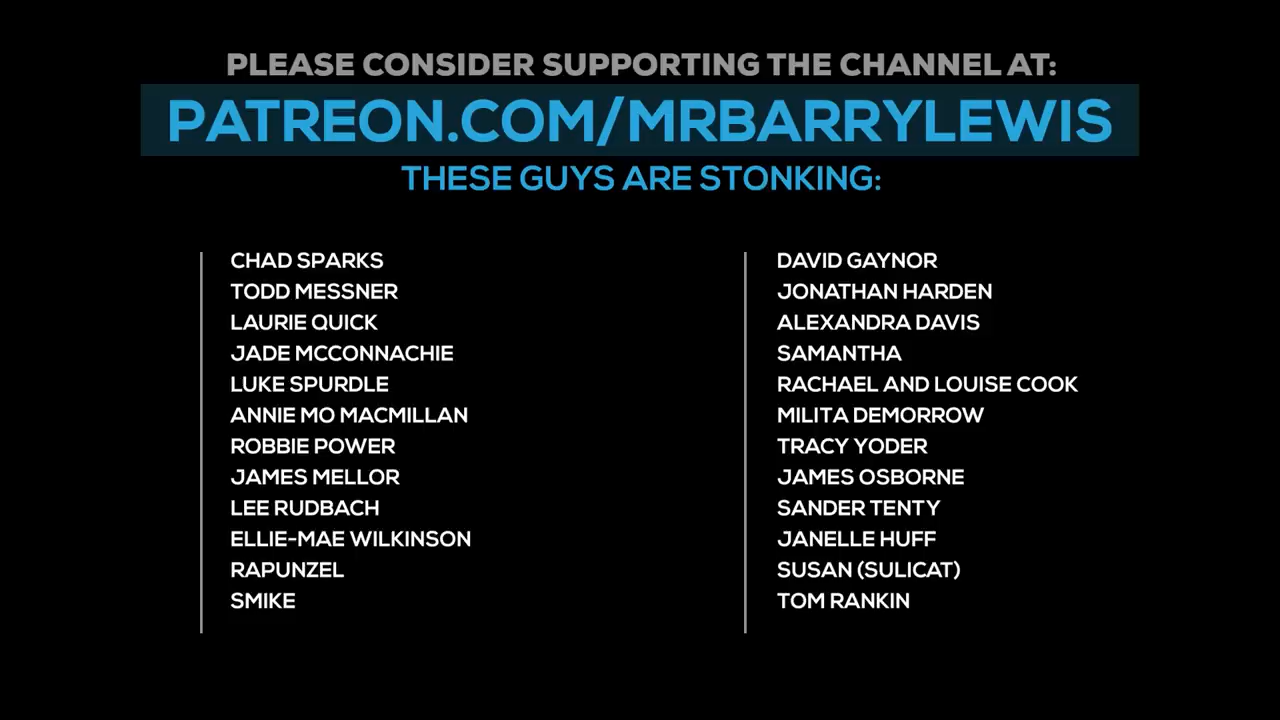 PLEASE CONSIDER SUPPORTING THE CHANNEL AT:
PATREON.COM/MRBARRYLEWIS
THESE GUYS ARE STONKING:
CHAD SPARKS
TODD MESSNER
LAURIE QUICK
JADE MCCONNACHIE
LUKE SPURDLE
ANNIE MO MACMILLAN
ROBBIE POWER
JAMES MELLOR
LEE RUDBACH
ELLIE-MAE WILKINSON
RAPUNZEL
SMIKE
DAVID GAYNOR
JONATHAN HARDEN
ALEXANDRA DAVIS
SAMANTHA
RACHAEL AND LOUISE COOK
MILITA DEMORROW
TRACY YODER
JAMES OSBORNE
SANDER TENTY
JANELLE HUFF
SUSAN (SULICAT)
TOM RANKIN